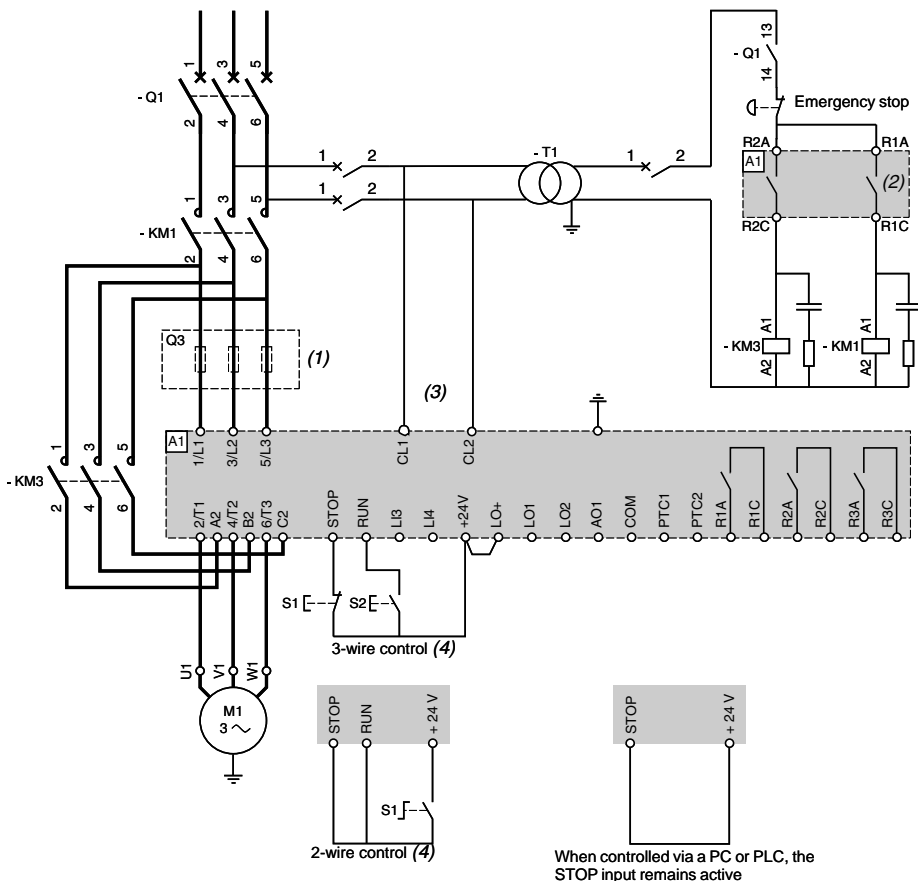 1 3 5
- Q1
2 4 6
13
- Q1
14
Emergency stop
1 2
- T1
1 2
1 2
R2A R1A
A1
(2)
R2C R1C
1 3 5
- KM1
2 4 6
A1 A1
- KM3 - KM1
A2 A2
Q3
(1)
(3)
A1
1/L1 3/L2 5/L3 CL1 CL2
1 3 5
- KM3
2 4 6
2/T1 A2 4/T2 B2 6/T3 C2 STOP RUN LI3 LI4 +24V LO+ LO1 LO2 AO1 COM PTC1 PTC2 R1A R1C R2A R2C R3A R3C
S1 S2
3-wire control (4)
U1 V1 W1
M1
3 ~
STOP RUN + 24 V
S1
2-wire control (4)
STOP + 24 V
When controlled via a PC or PLC, the
STOP input remains active